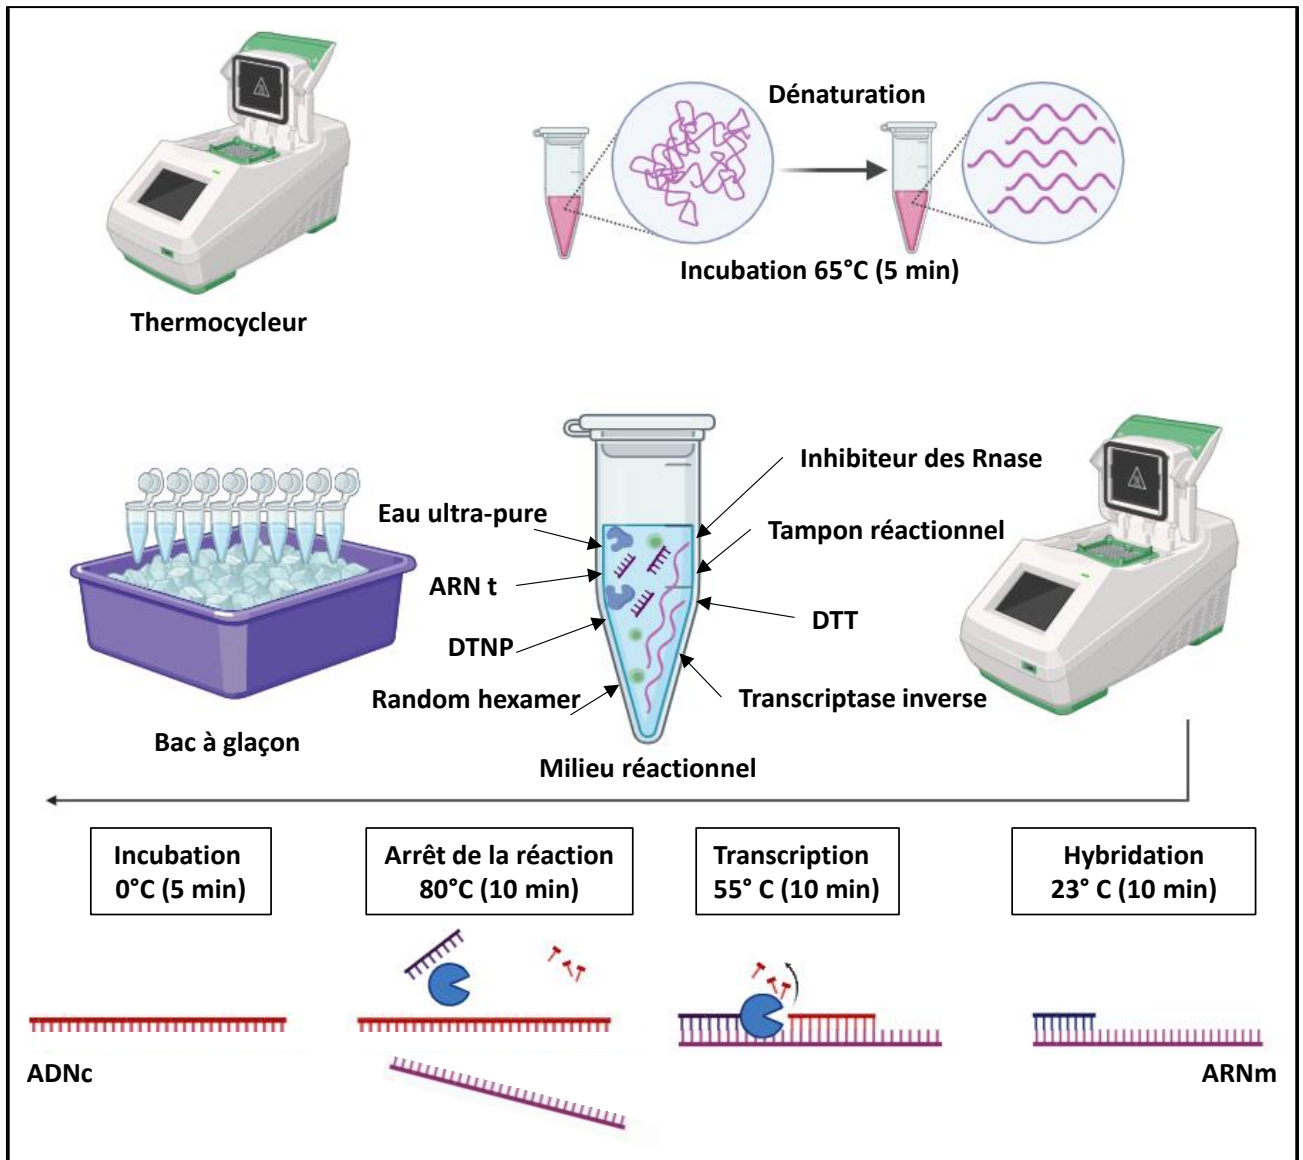 Dénaturation
Incubation 65°C (5 min)
Thermocycleur
Inhibiteur des Rnase
Eau ultra-pure
Tampon réactionnel
ARN t
DTT
DTNP
Random hexamer
Transcriptase inverse
Bac à glaçon
Milieu réactionnel
Incubation
0°C (5 min)
Arrêt de la réaction
80°C (10 min)
Transcription
55° C (10 min)
Hybridation
23° C (10 min)
ADNc
ARNm